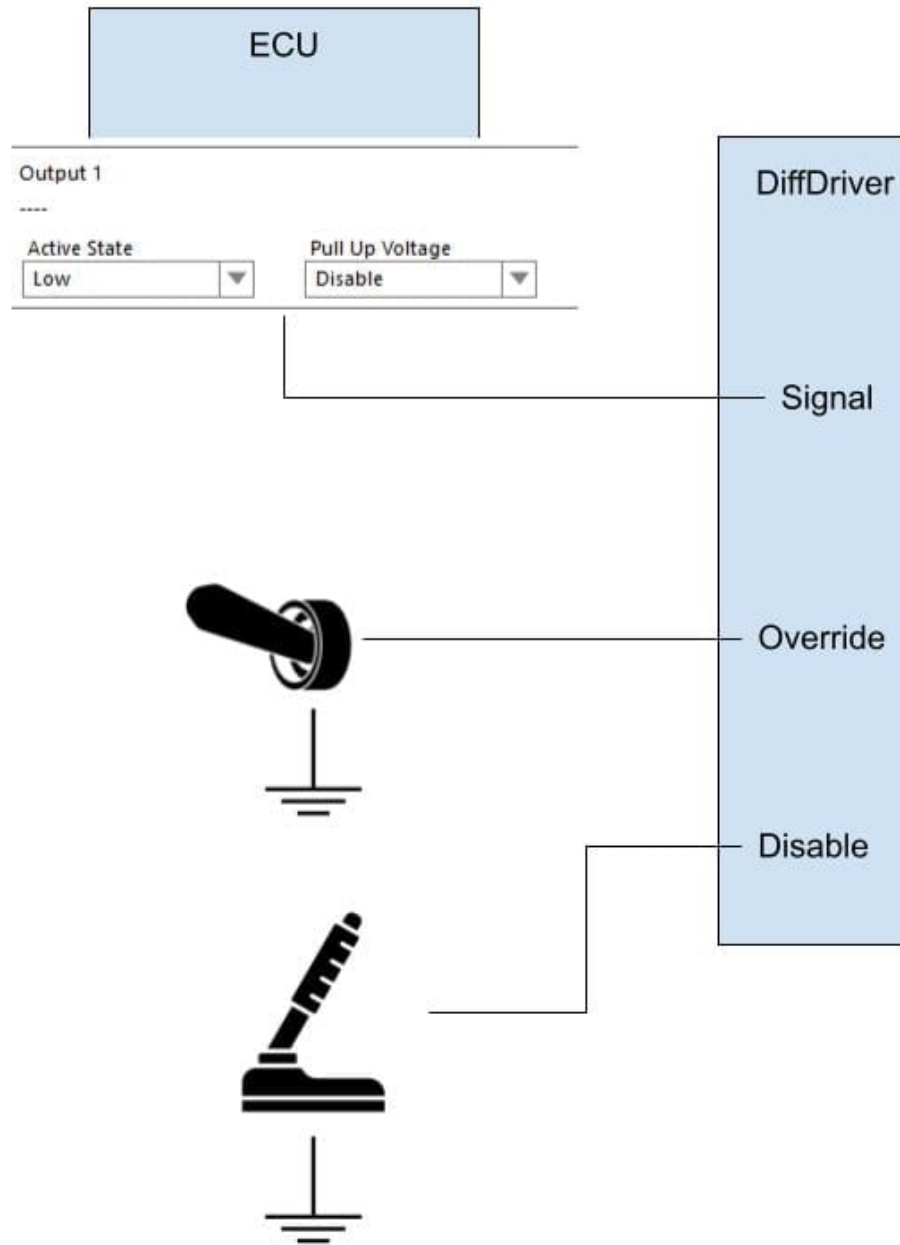 ECU
Output 1
----
Active State
Pull Up Voltage
Low
Disable
DiffDriver
Signal
Override
Disable